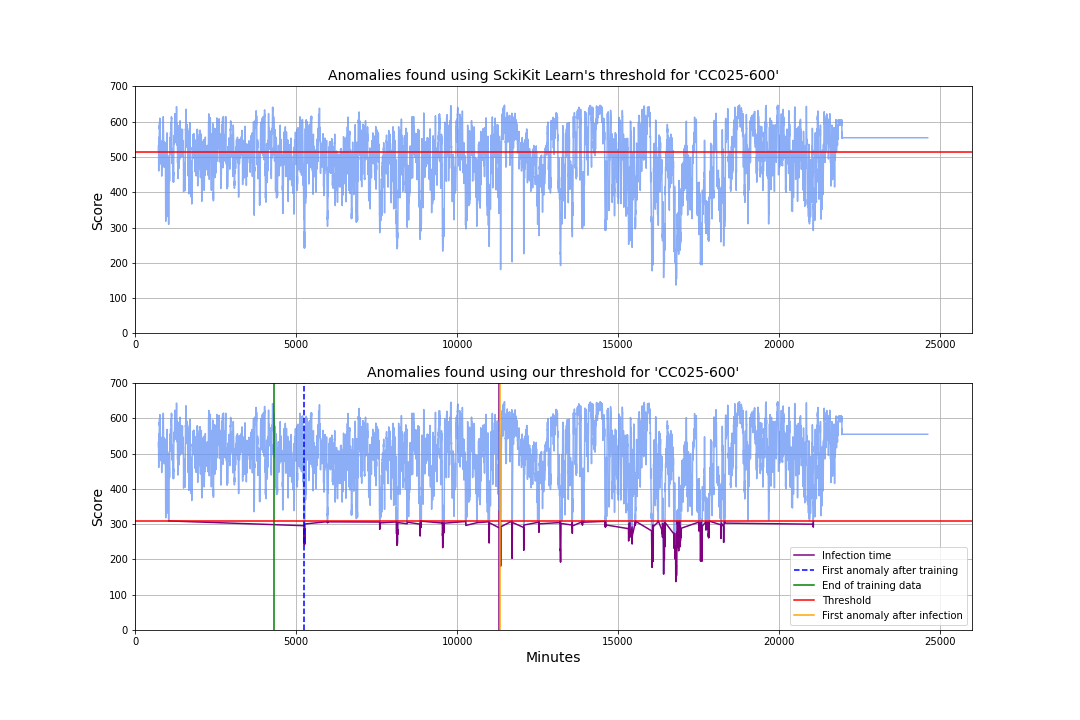 Anomalies found using SckiKit Learn's threshold for 'CC025-600'
700
600
500
400
300
200
100
0
Score
0 5000 10000 15000 20000 25000
Anomalies found using our threshold for 'CC025-600'
700
600
500
400
300
200
100
0
Score
Infection time
First anomaly after training
End of training data
Threshold
First anomaly after infection
0 5000 10000 15000 20000 25000
Minutes